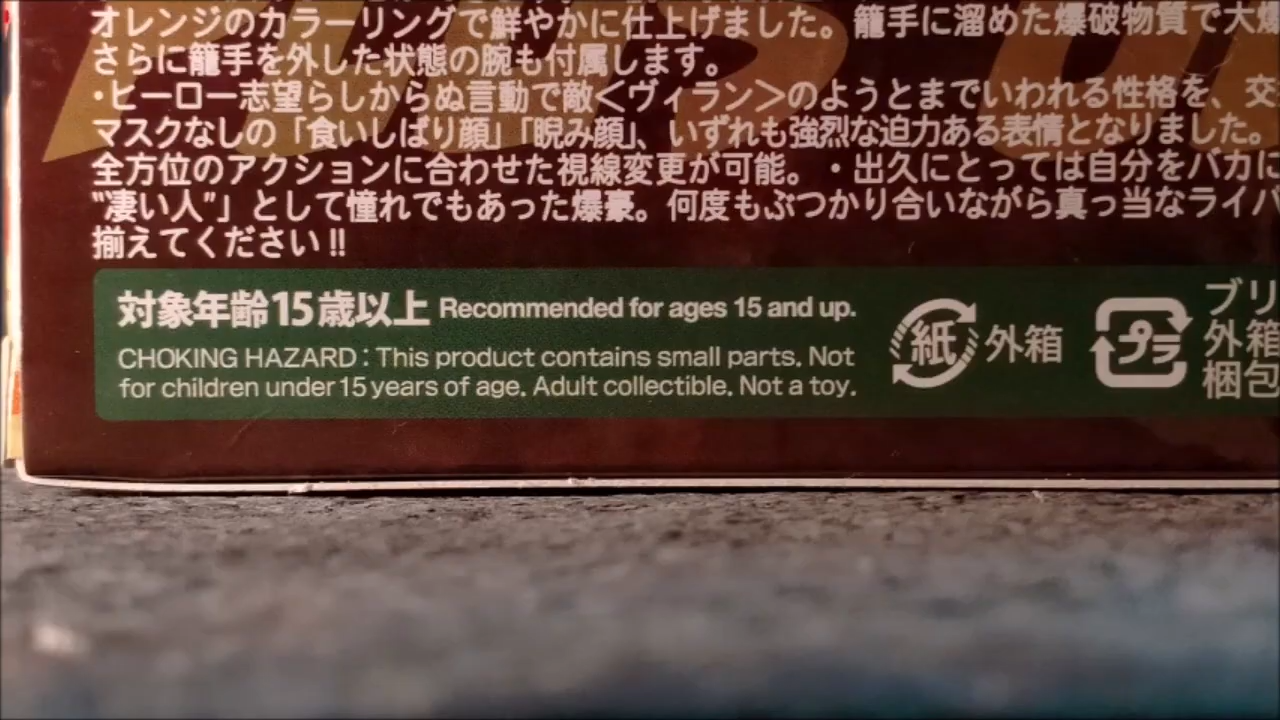 オレンジのカラーリングで鮮やかに仕上げました。籠手に溜めた爆破物質で大爆
さらに籠手を外した状態の腕も付属します。
・ヒーロー志望らしからぬ言動で敵＜ヴィラン＞のようとまでいわれる性格を、交
マスクなしの「食いしばり顔」「睨み顔」、いずれも強烈な迫力ある表情となりました。
全方位のアクションに合わせた視線変更が可能。・出久にとっては自分をバカに
“凄い人”」として憧れでもあった爆豪。何度もぶつかり合いながら真っ当なライバ
揃えてください!!
対象年齢15歳以上 Recommended for ages 15 and up.
CHOKING HAZARD : This product contains small parts. Not
for children under 15 years of age. Adult collectible. Not a toy.
紙 外箱
プラ
ブリ
外箱
梱包